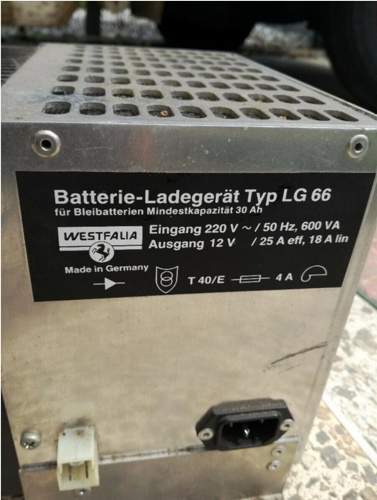 Batterie-Ladegerät Typ LG 66
für Bleibatterien Mindestkapazität 30 Ah
WESTFALIA
Eingang 220 V ~ / 50 Hz, 600 VA
Ausgang 12 V / 25 A eff, 18 A lin
Made in Germany
T 40/E
4 A